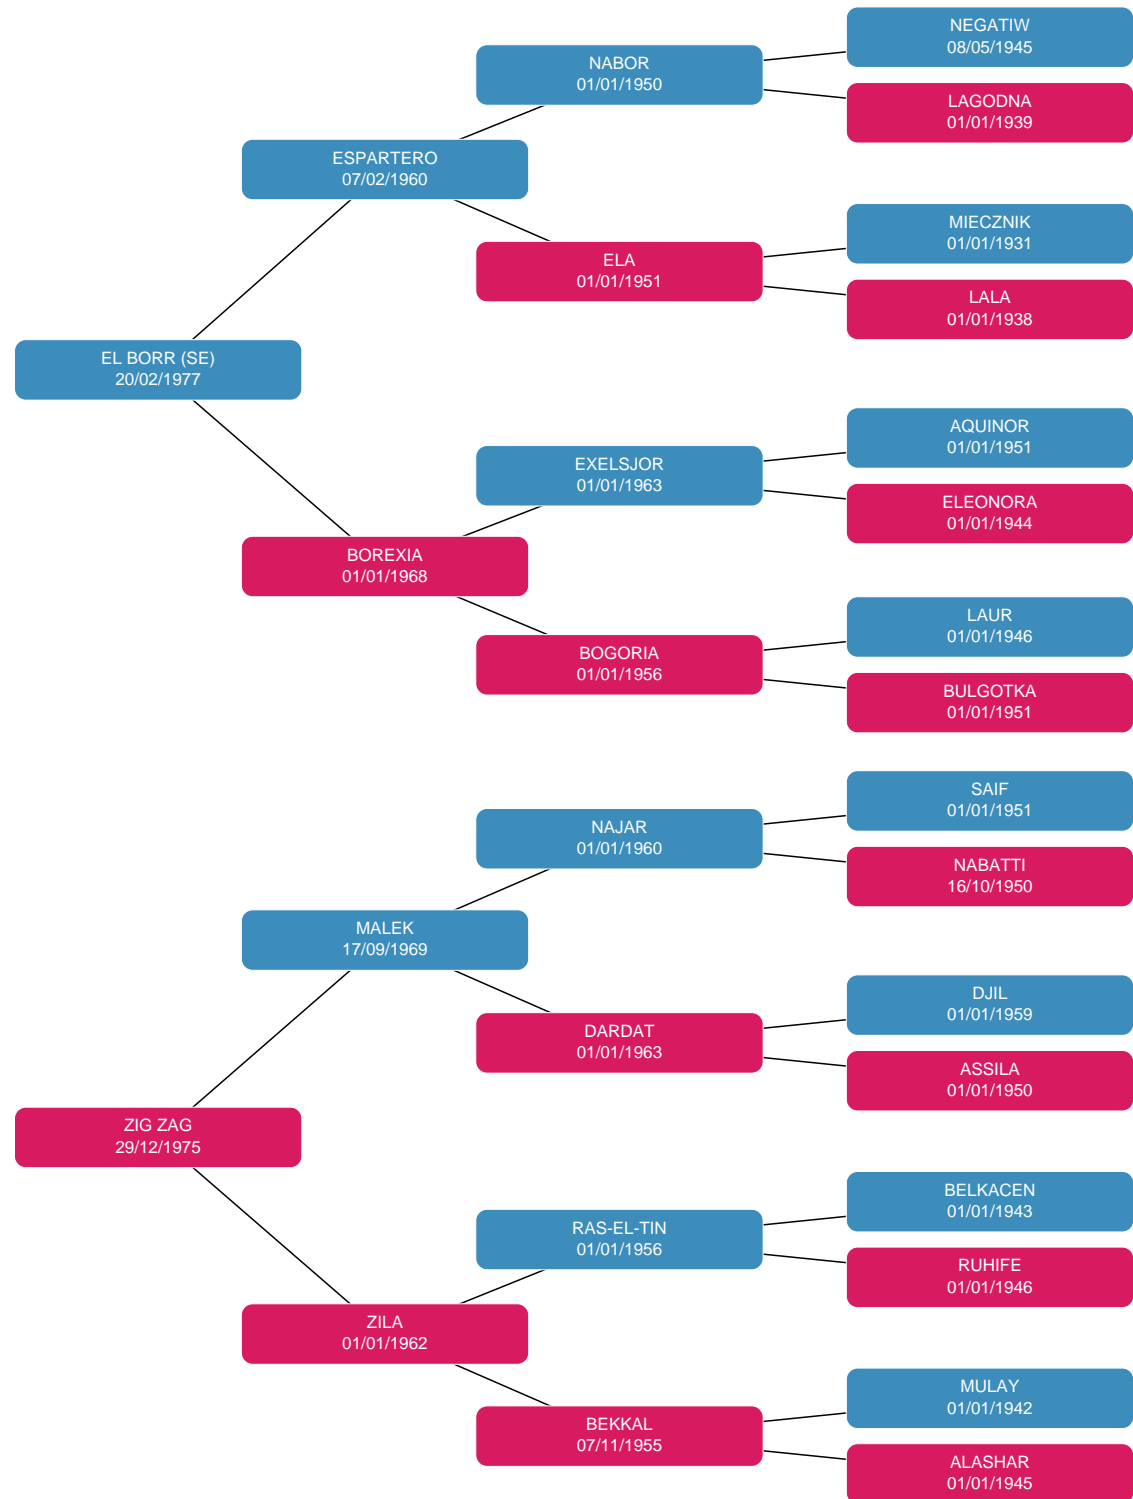 NEGATIW
08/05/1945
NABOR
01/01/1950
LAGODNA
01/01/1939
ESPARTERO
07/02/1960
MIECZNIK
01/01/1931
ELA
01/01/1951
LALA
01/01/1938
EL BORR (SE)
20/02/1977
AQUINOR
01/01/1951
EXELSJOR
01/01/1963
ELEONORA
01/01/1944
BOREXIA
01/01/1968
LAUR
01/01/1946
BOGORIA
01/01/1956
BULGOTKA
01/01/1951
SAIF
01/01/1951
NAJAR
01/01/1960
NABATTI
16/10/1950
MALEK
17/09/1969
DJIL
01/01/1959
DARDAT
01/01/1963
ASSILA
01/01/1950
ZIG ZAG
29/12/1975
BELKACEN
01/01/1943
RAS-EL-TIN
01/01/1956
RUHIFE
01/01/1946
ZILA
01/01/1962
MULAY
01/01/1942
BEKKAL
07/11/1955
ALASHAR
01/01/1945